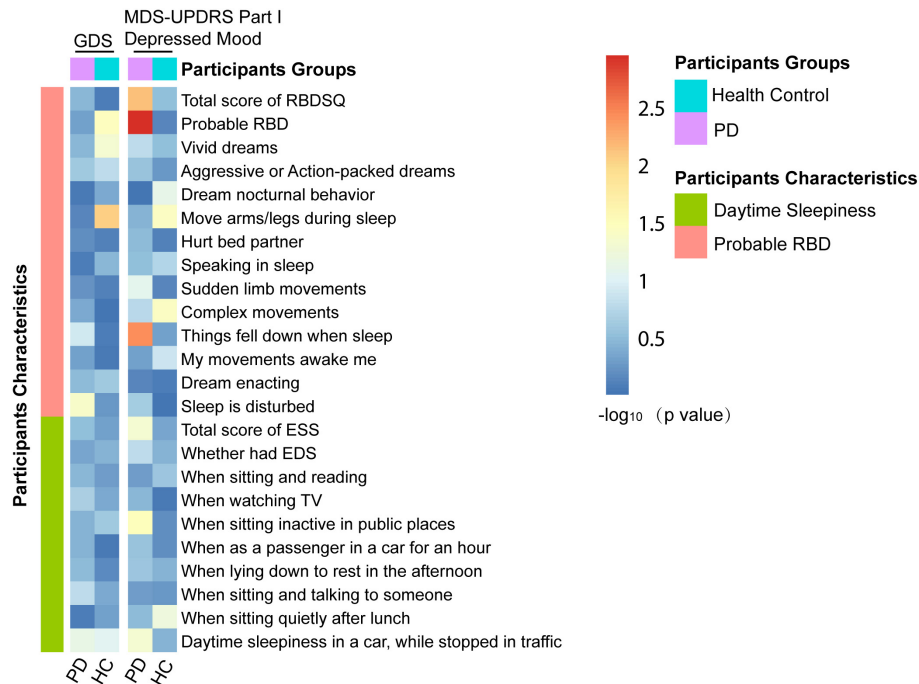 MDS-UPDRS Part I
GDS Depressed Mood
Participants Groups
Total score of RBDSQ
Probable RBD
Vivid dreams
Aggressive or Action-packed dreams
Dream nocturnal behavior
Move arms/legs during sleep
Hurt bed partner
Speaking in sleep
Sudden limb movements
Complex movements
Things fell down when sleep
My movements awake me
Dream enacting
Sleep is disturbed
Total score of ESS
Whether had EDS
When sitting and reading
When watching TV
When sitting inactive in public places
When as a passenger in a car for an hour
When lying down to rest in the afternoon
When sitting and talking to someone
When sitting quietly after lunch
Daytime sleepiness in a car, while stopped in traffic
Participants Characteristics
PD HC PD HC
2.5
2
1.5
1
0.5
-log₁₀ （p value）
Participants Groups
Health Control
PD
Participants Characteristics
Daytime Sleepiness
Probable RBD